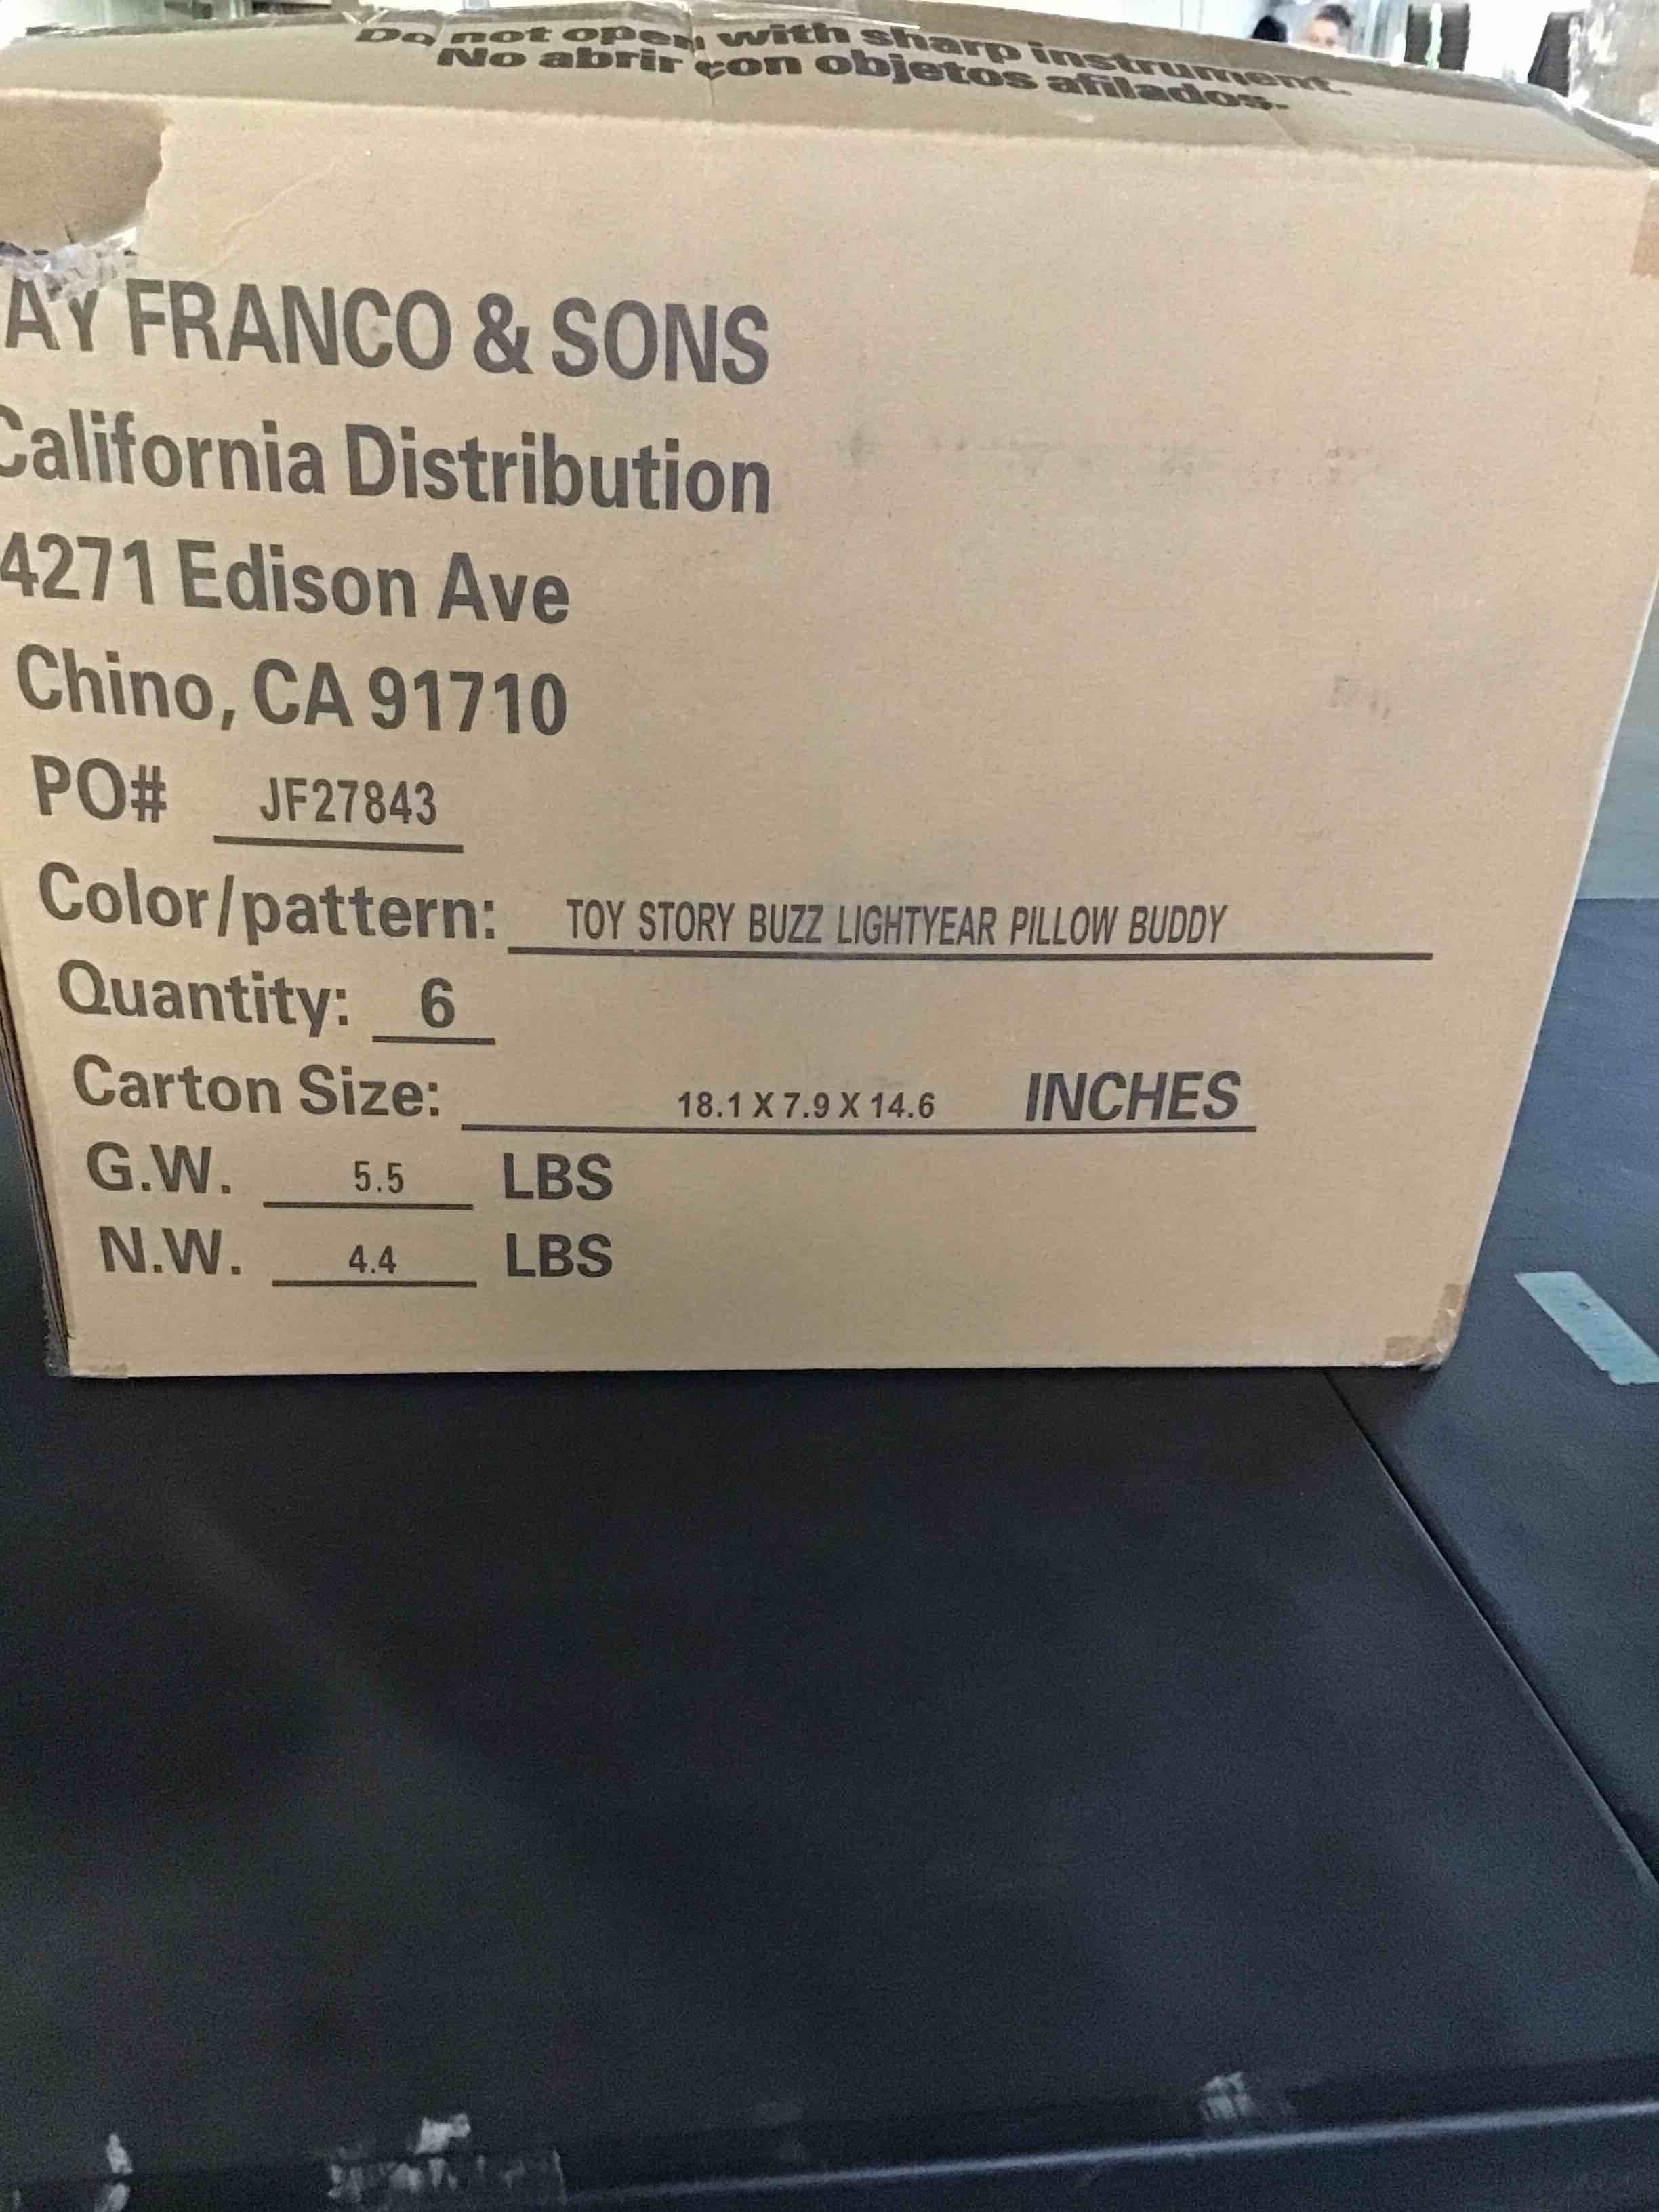 Do not open with sharp instrument.
No abrir con objetos afilados.
AY FRANCO & SONS
California Distribution
4271 Edison Ave
Chino, CA 91710
PO# JF27843
Color/pattern: TOY STORY BUZZ LIGHTYEAR PILLOW BUDDY
Quantity: 6
Carton Size: 18.1 X 7.9 X 14.6 INCHES
G.W. 5.5 LBS
N.W. 4.4 LBS